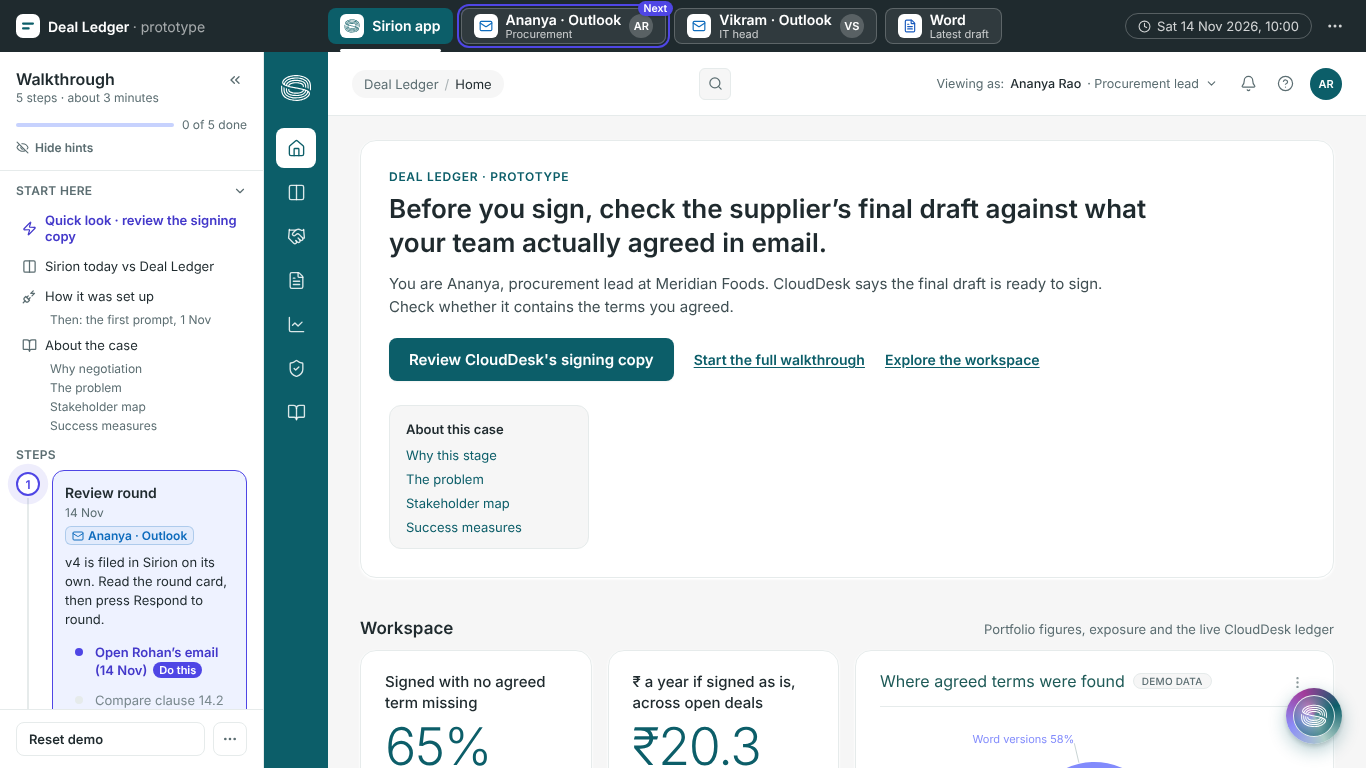 Deal Ledger · prototype
Sirion app
Ananya · Outlook
Procurement
AR
Next
Vikram · Outlook
IT head
VS
Word
Latest draft
Sat 14 Nov 2026, 10:00
Walkthrough
5 steps · about 3 minutes
0 of 5 done
Hide hints
START HERE
Quick look · review the signing
copy
Sirion today vs Deal Ledger
How it was set up
Then: the first prompt, 1 Nov
About the case
Why negotiation
The problem
Stakeholder map
Success measures
STEPS
1
Review round
14 Nov
Ananya · Outlook
v4 is filed in Sirion on its
own. Read the round card,
then press Respond to
round.
Open Rohan’s email
(14 Nov) Do this
Compare clause 14.2
Reset demo
Deal Ledger / Home
Viewing as: Ananya Rao · Procurement lead
AR
DEAL LEDGER · PROTOTYPE
Before you sign, check the supplier’s final draft against what
your team actually agreed in email.
You are Ananya, procurement lead at Meridian Foods. CloudDesk says the final draft is ready to sign.
Check whether it contains the terms you agreed.
Review CloudDesk's signing copy
Start the full walkthrough
Explore the workspace
About this case
Why this stage
The problem
Stakeholder map
Success measures
Workspace
Portfolio figures, exposure and the live CloudDesk ledger
Signed with no agreed
term missing
65%
₹ a year if signed as is,
across open deals
₹20.3
Where agreed terms were found
DEMO DATA
Word versions 58%